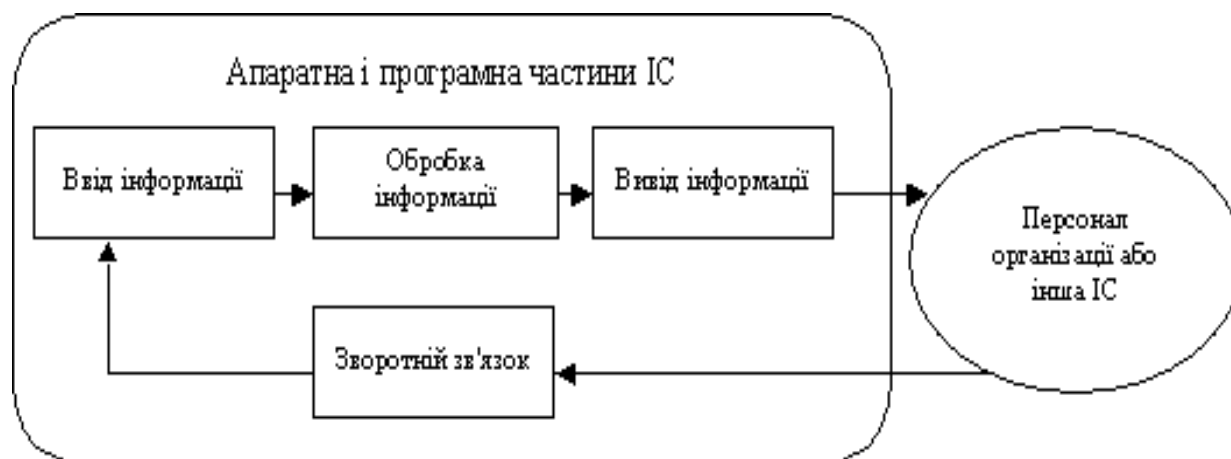 Апаратна і програмна частини ІС
Ввід інформації
Обробка
інформації
Вивід інформації
Персонал
організації або
інша ІС
Зворотній зв'язок